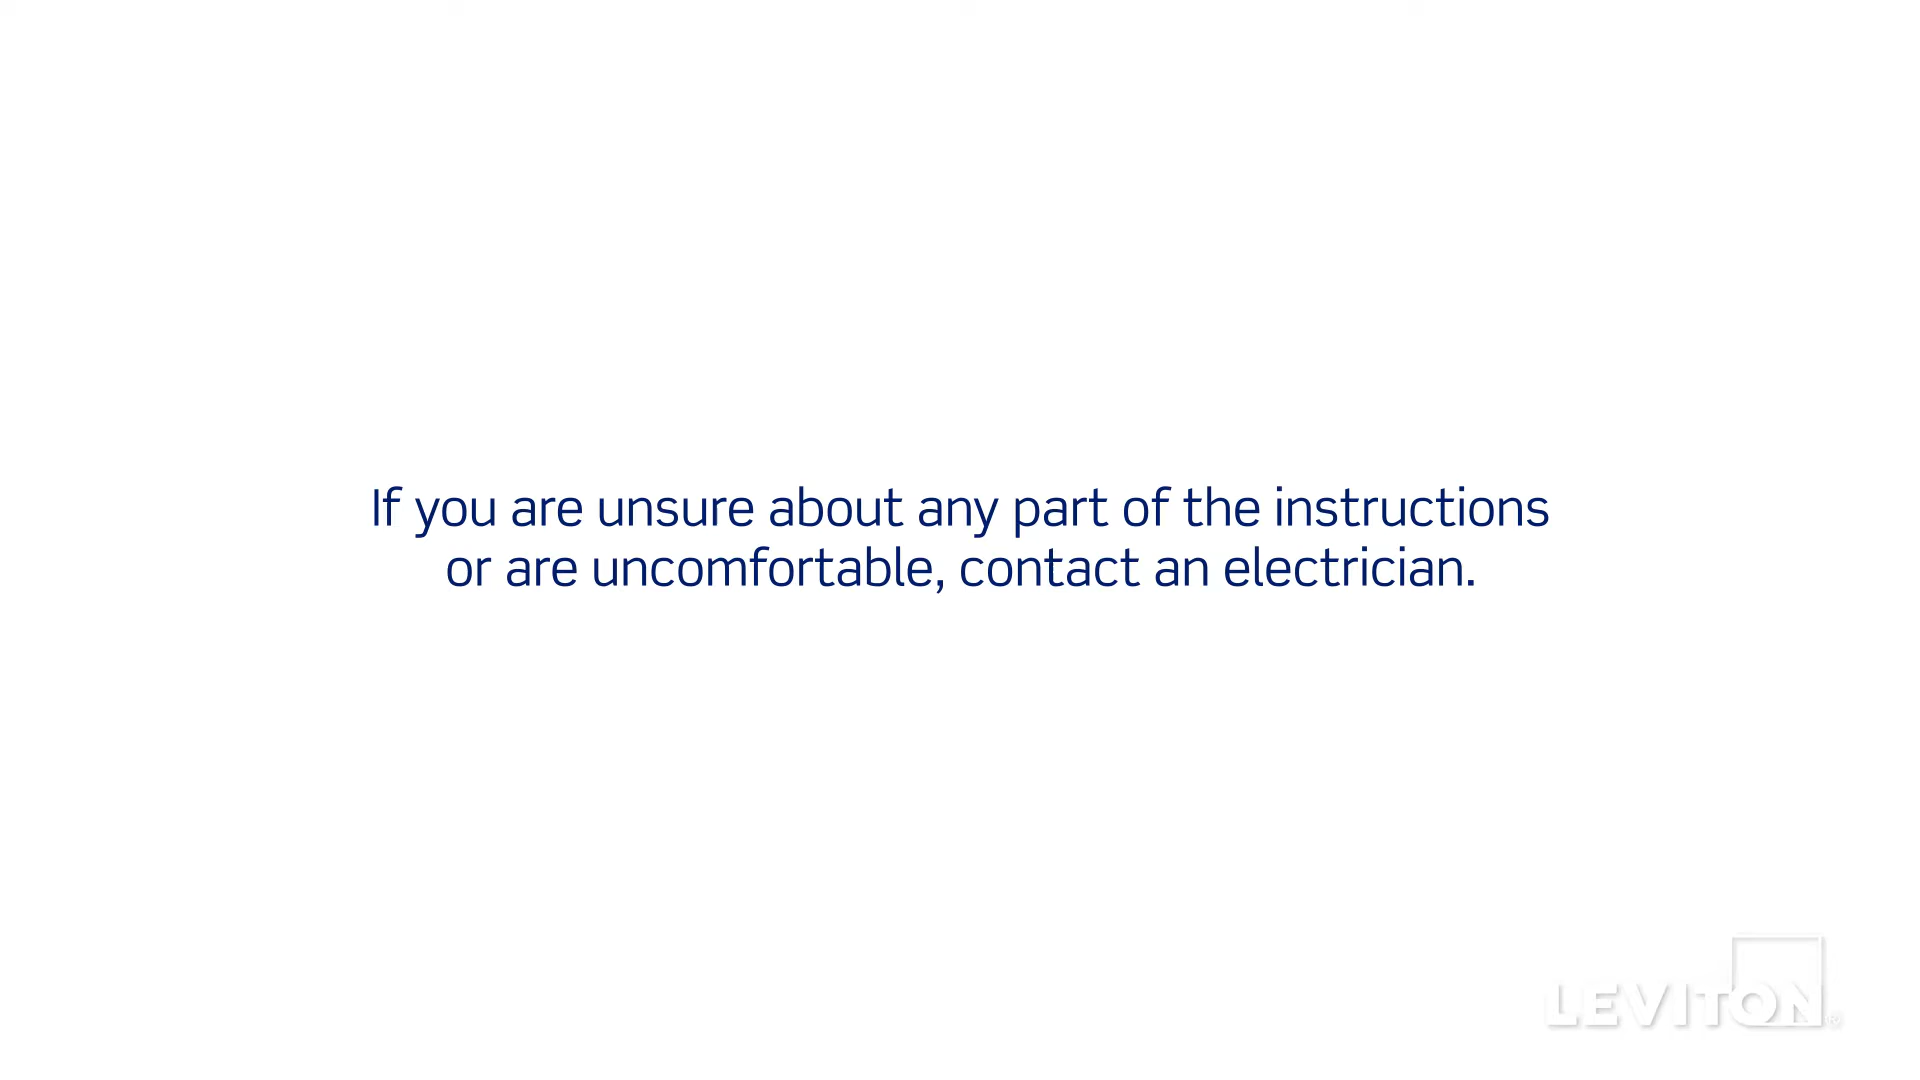 If you are unsure about any part of the instructions
or are uncomfortable, contact an electrician.
LEVITON®